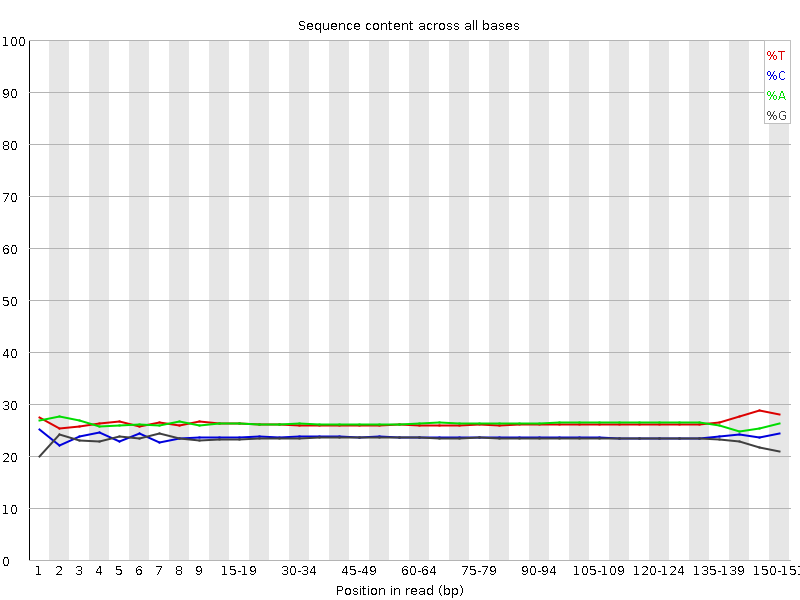 Sequence content across all bases
100
90
80
70
60
50
40
30
20
10
0
%T
%C
%A
%G
1 2 3 4 5 6 7 8 9 15-19 30-34 45-49 60-64 75-79 90-94 105-109 120-124 135-139 150-151
Position in read (bp)